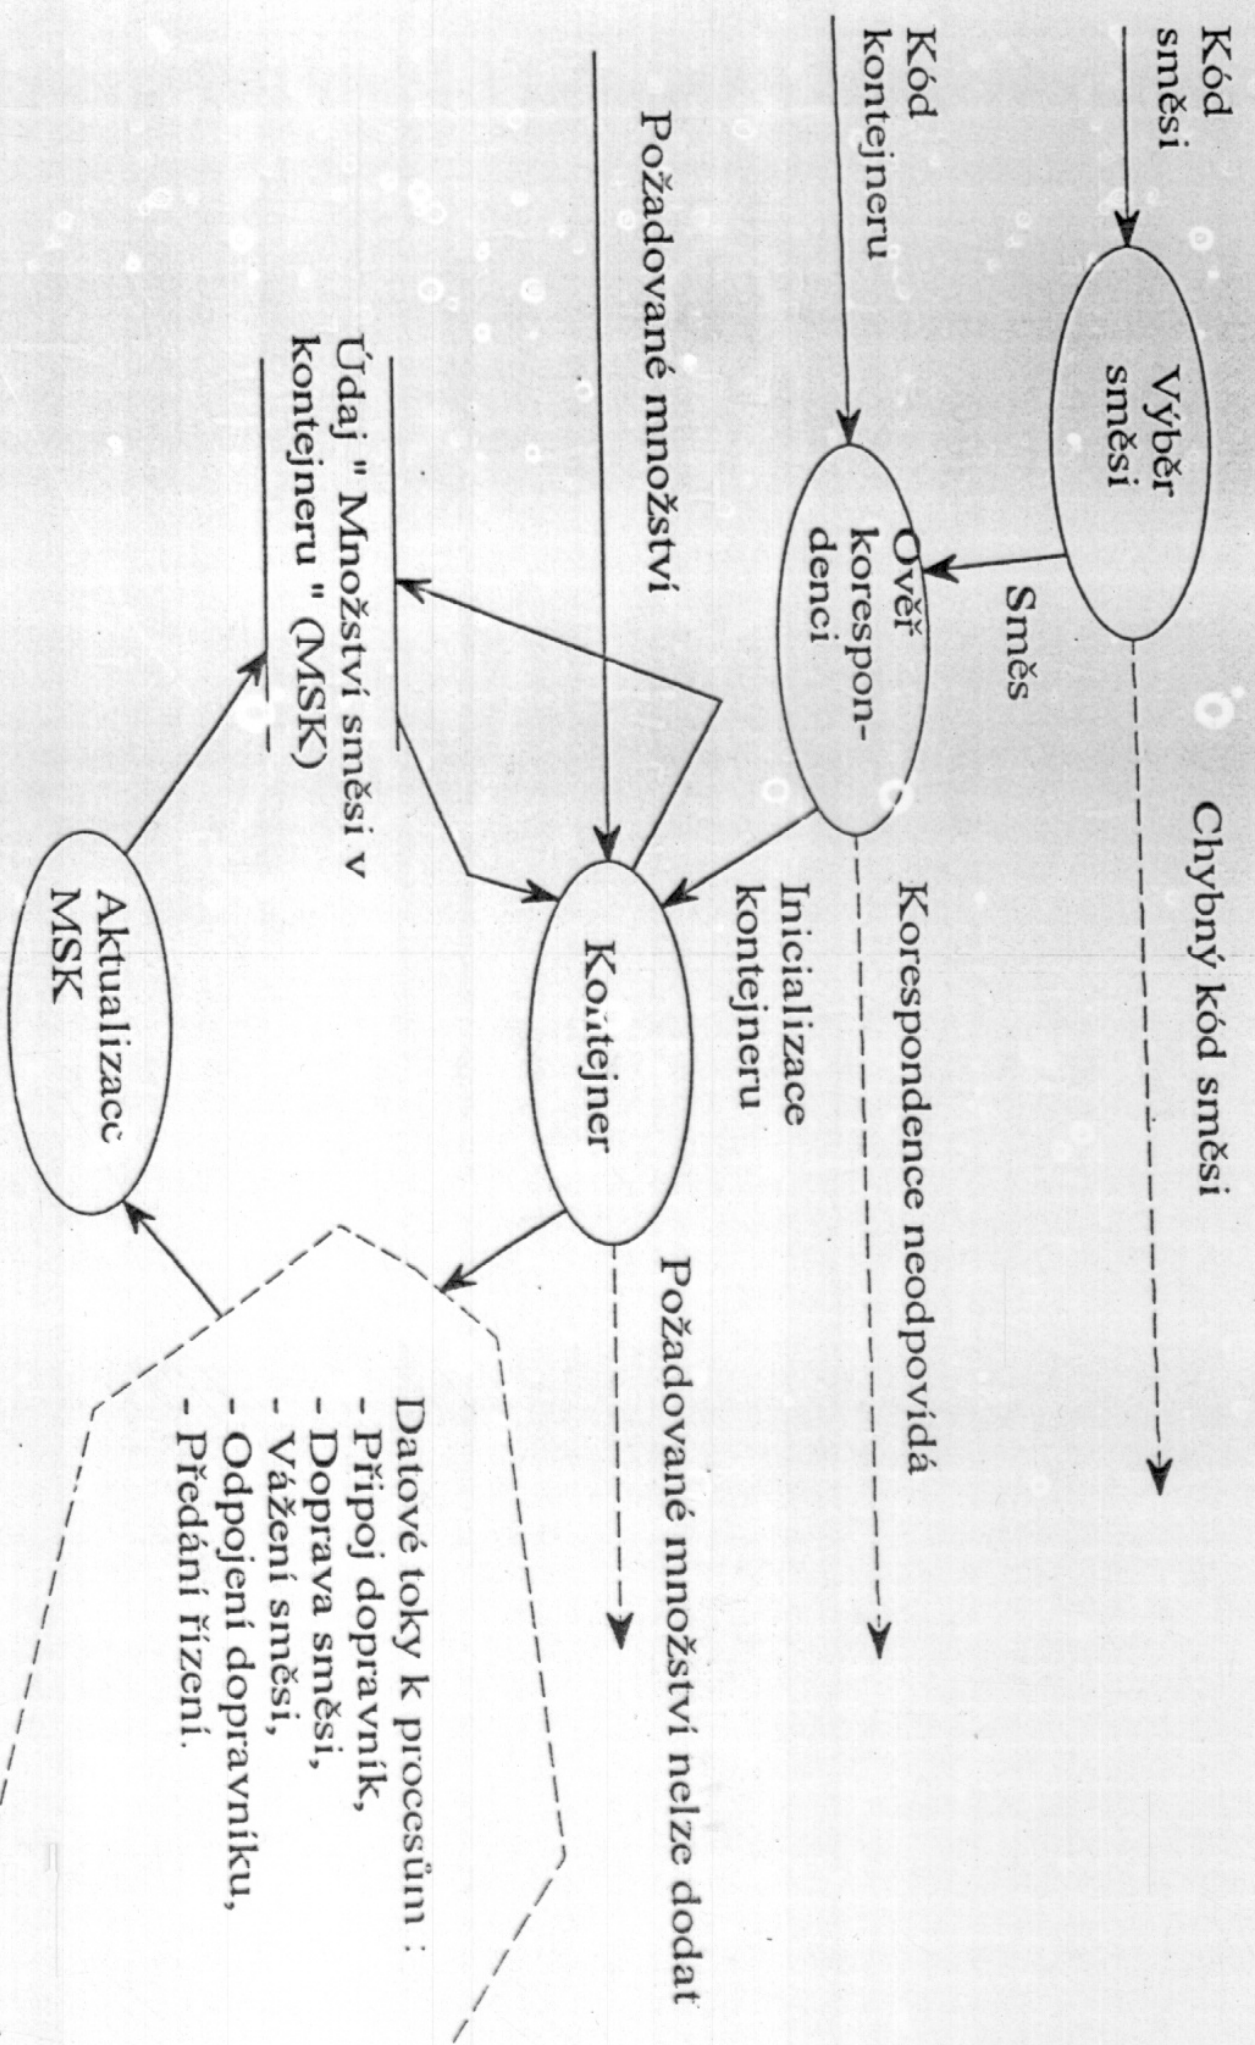 Kód
směsi
Výběr
směsi
Chybný kód směsi
Směs
Kód
kontejneru
Ověř
korespon-
denci
Korespondence neodpovídá
Inicializace
kontejneru
Požadované množství
Kontejner
Požadované množství nelze dodat
Údaj " Množství směsi v
kontejneru " (MSK)
Aktualizace
MSK
Datové toky k procesům :
- Připoj dopravník,
- Doprava směsi,
- Vážení směsi,
- Odpojení dopravníku,
- Předání řízení.